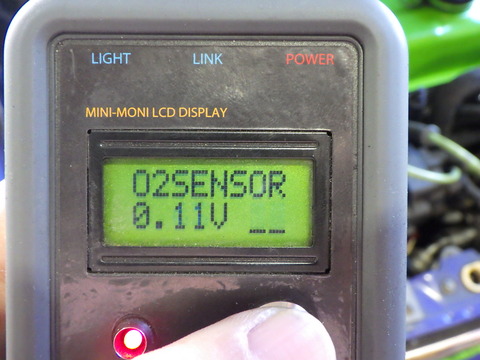 LIGHT LINK POWER
MINI-MONI LCD DISPLAY
O2SENSOR
0.11V __